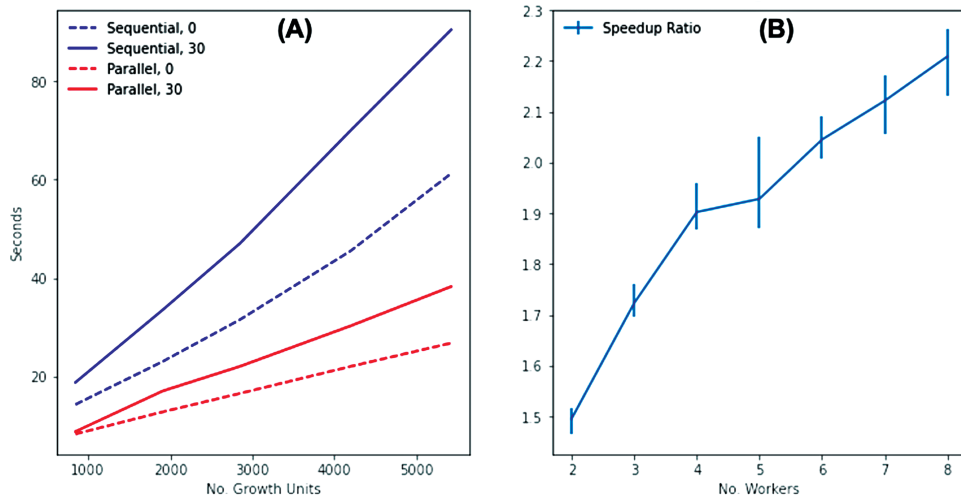 (A)
Sequential, 0
Sequential, 30
Parallel, 0
Parallel, 30
80
60
40
20
Seconds
1000 2000 3000 4000 5000
No. Growth Units
(B)
Speedup Ratio
2.3
2.2
2.1
2.0
1.9
1.8
1.7
1.6
1.5
2 3 4 5 6 7 8
No. Workers